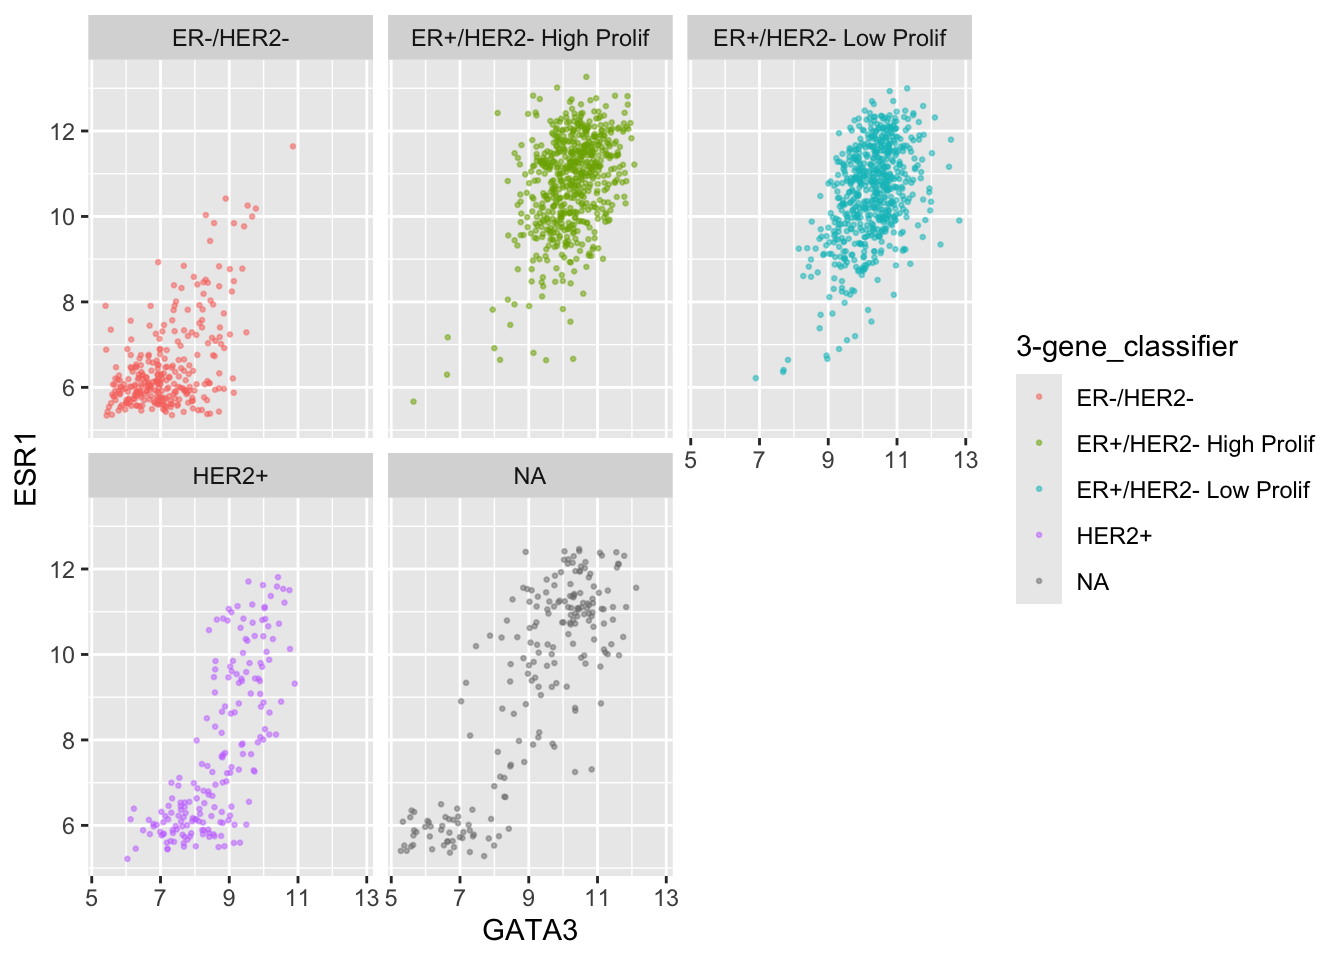 ER-/HER2-
ER+/HER2- High Prolif
ER+/HER2- Low Prolif
12
10
8
6
5 7 9 11 13
HER2+
NA
12
10
8
6
5 7 9 11 13
5 7 9 11 13
ESR1
GATA3
3-gene_classifier
ER-/HER2-
ER+/HER2- High Prolif
ER+/HER2- Low Prolif
HER2+
NA